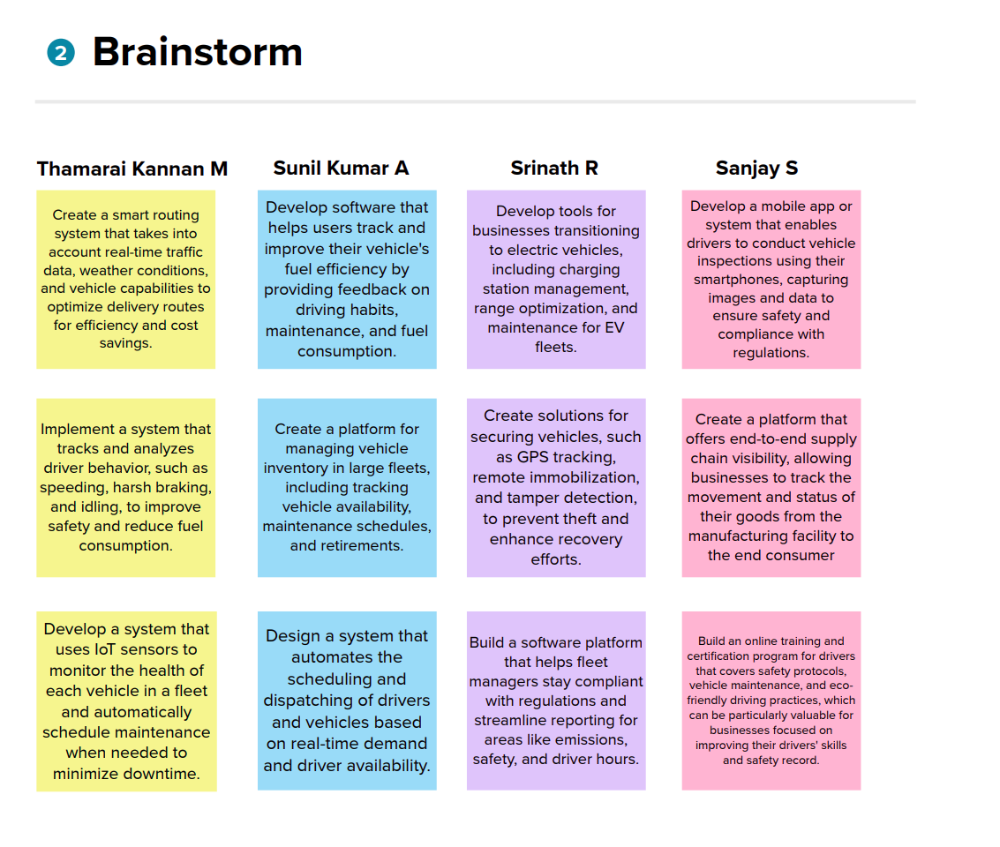 2 Brainstorm
Thamarai Kannan M
Create a smart routing
system that takes into
account real-time traffic
data, weather conditions,
and vehicle capabilities to
optimize delivery routes
for efficiency and cost
savings.
Implement a system that
tracks and analyzes
driver behavior, such as
speeding, harsh braking,
and idling, to improve
safety and reduce fuel
consumption.
Develop a system that
uses IoT sensors to
monitor the health of
each vehicle in a fleet
and automatically
schedule maintenance
when needed to
minimize downtime.
Sunil Kumar A
Develop software that
helps users track and
improve their vehicle's
fuel efficiency by
providing feedback on
driving habits,
maintenance, and fuel
consumption.
Create a platform for
managing vehicle
inventory in large fleets,
including tracking
vehicle availability,
maintenance schedules,
and retirements.
Design a system that
automates the
scheduling and
dispatching of drivers
and vehicles based
on real-time demand
and driver availability.
Srinath R
Develop tools for
businesses transitioning
to electric vehicles,
including charging
station management,
range optimization, and
maintenance for EV
fleets.
Create solutions for
securing vehicles, such
as GPS tracking,
remote immobilization,
and tamper detection,
to prevent theft and
enhance recovery
efforts.
Build a software platform
that helps fleet
managers stay compliant
with regulations and
streamline reporting for
areas like emissions,
safety, and driver hours.
Sanjay S
Develop a mobile app or
system that enables
drivers to conduct vehicle
inspections using their
smartphones, capturing
images and data to
ensure safety and
compliance with
regulations.
Create a platform that
offers end-to-end supply
chain visibility, allowing
businesses to track the
movement and status of
their goods from the
manufacturing facility to
the end consumer
Build an online training and
certification program for drivers
that covers safety protocols,
vehicle maintenance, and eco-
friendly driving practices, which
can be particularly valuable for
businesses focused on
improving their drivers' skills
and safety record.